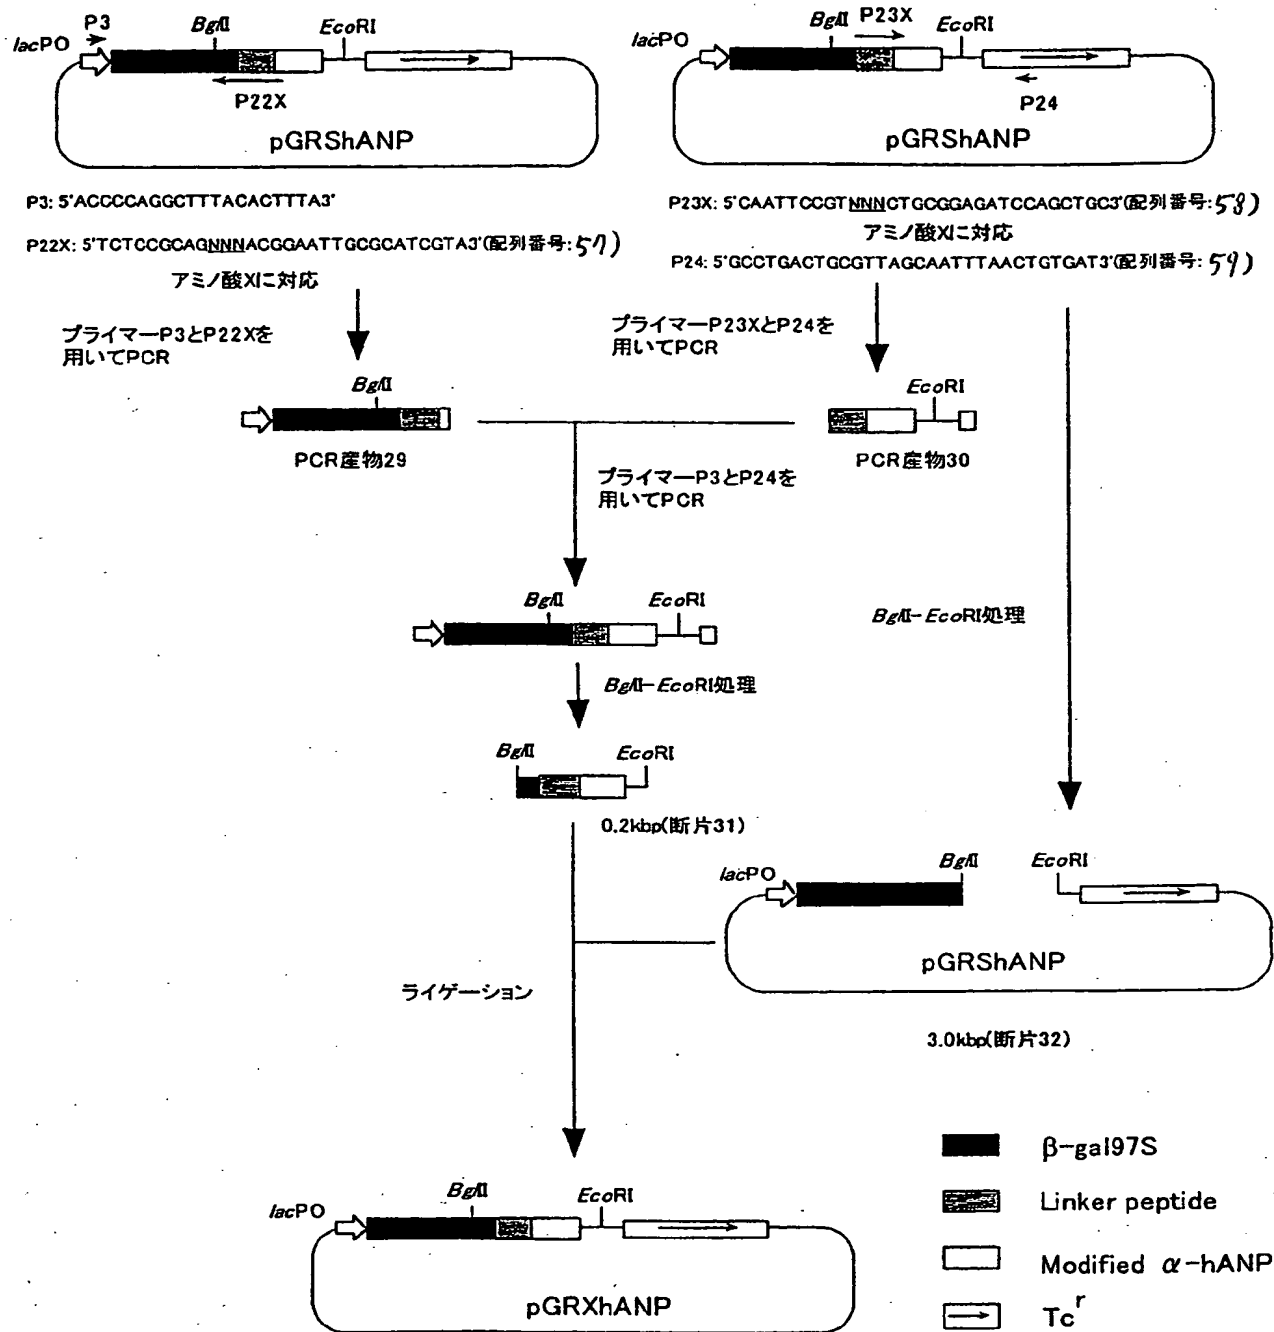 P3
BglII
EcoRI
lacPO
P22X
pGRShANP
BglII
P23X
EcoRI
lacPO
P24
pGRShANP
P3: 5'ACCCCAGGCTTTACACTTTA3'
P22X: 5'TCTCCGCAGNNNACGGAATTGCGCATCGTA3'(配列番号:57)
アミノ酸Xに対応
P23X: 5'CAATTCCGTNNNCTGCGGAGATCCAGCTGC3'(配列番号:58)
アミノ酸Xに対応
P24: 5'GCCTGACTGCGTTAGCAATTTAACTGTGAT3'(配列番号:59)
プライマーP3とP22Xを
用いてPCR
プライマーP23XとP24を
用いてPCR
BglII
PCR産物29
EcoRI
PCR産物30
プライマーP3とP24を
用いてPCR
BglII
EcoRI
BglII-EcoRI処理
BglII-EcoRI処理
BglII
EcoRI
0.2kbp(断片31)
lacPO
BglII
EcoRI
pGRShANP
3.0kbp(断片32)
ライゲーション
lacPO
BglII
EcoRI
pGRXhANP
β-gal97S
Linker peptide
Modified α-hANP
Tc^r